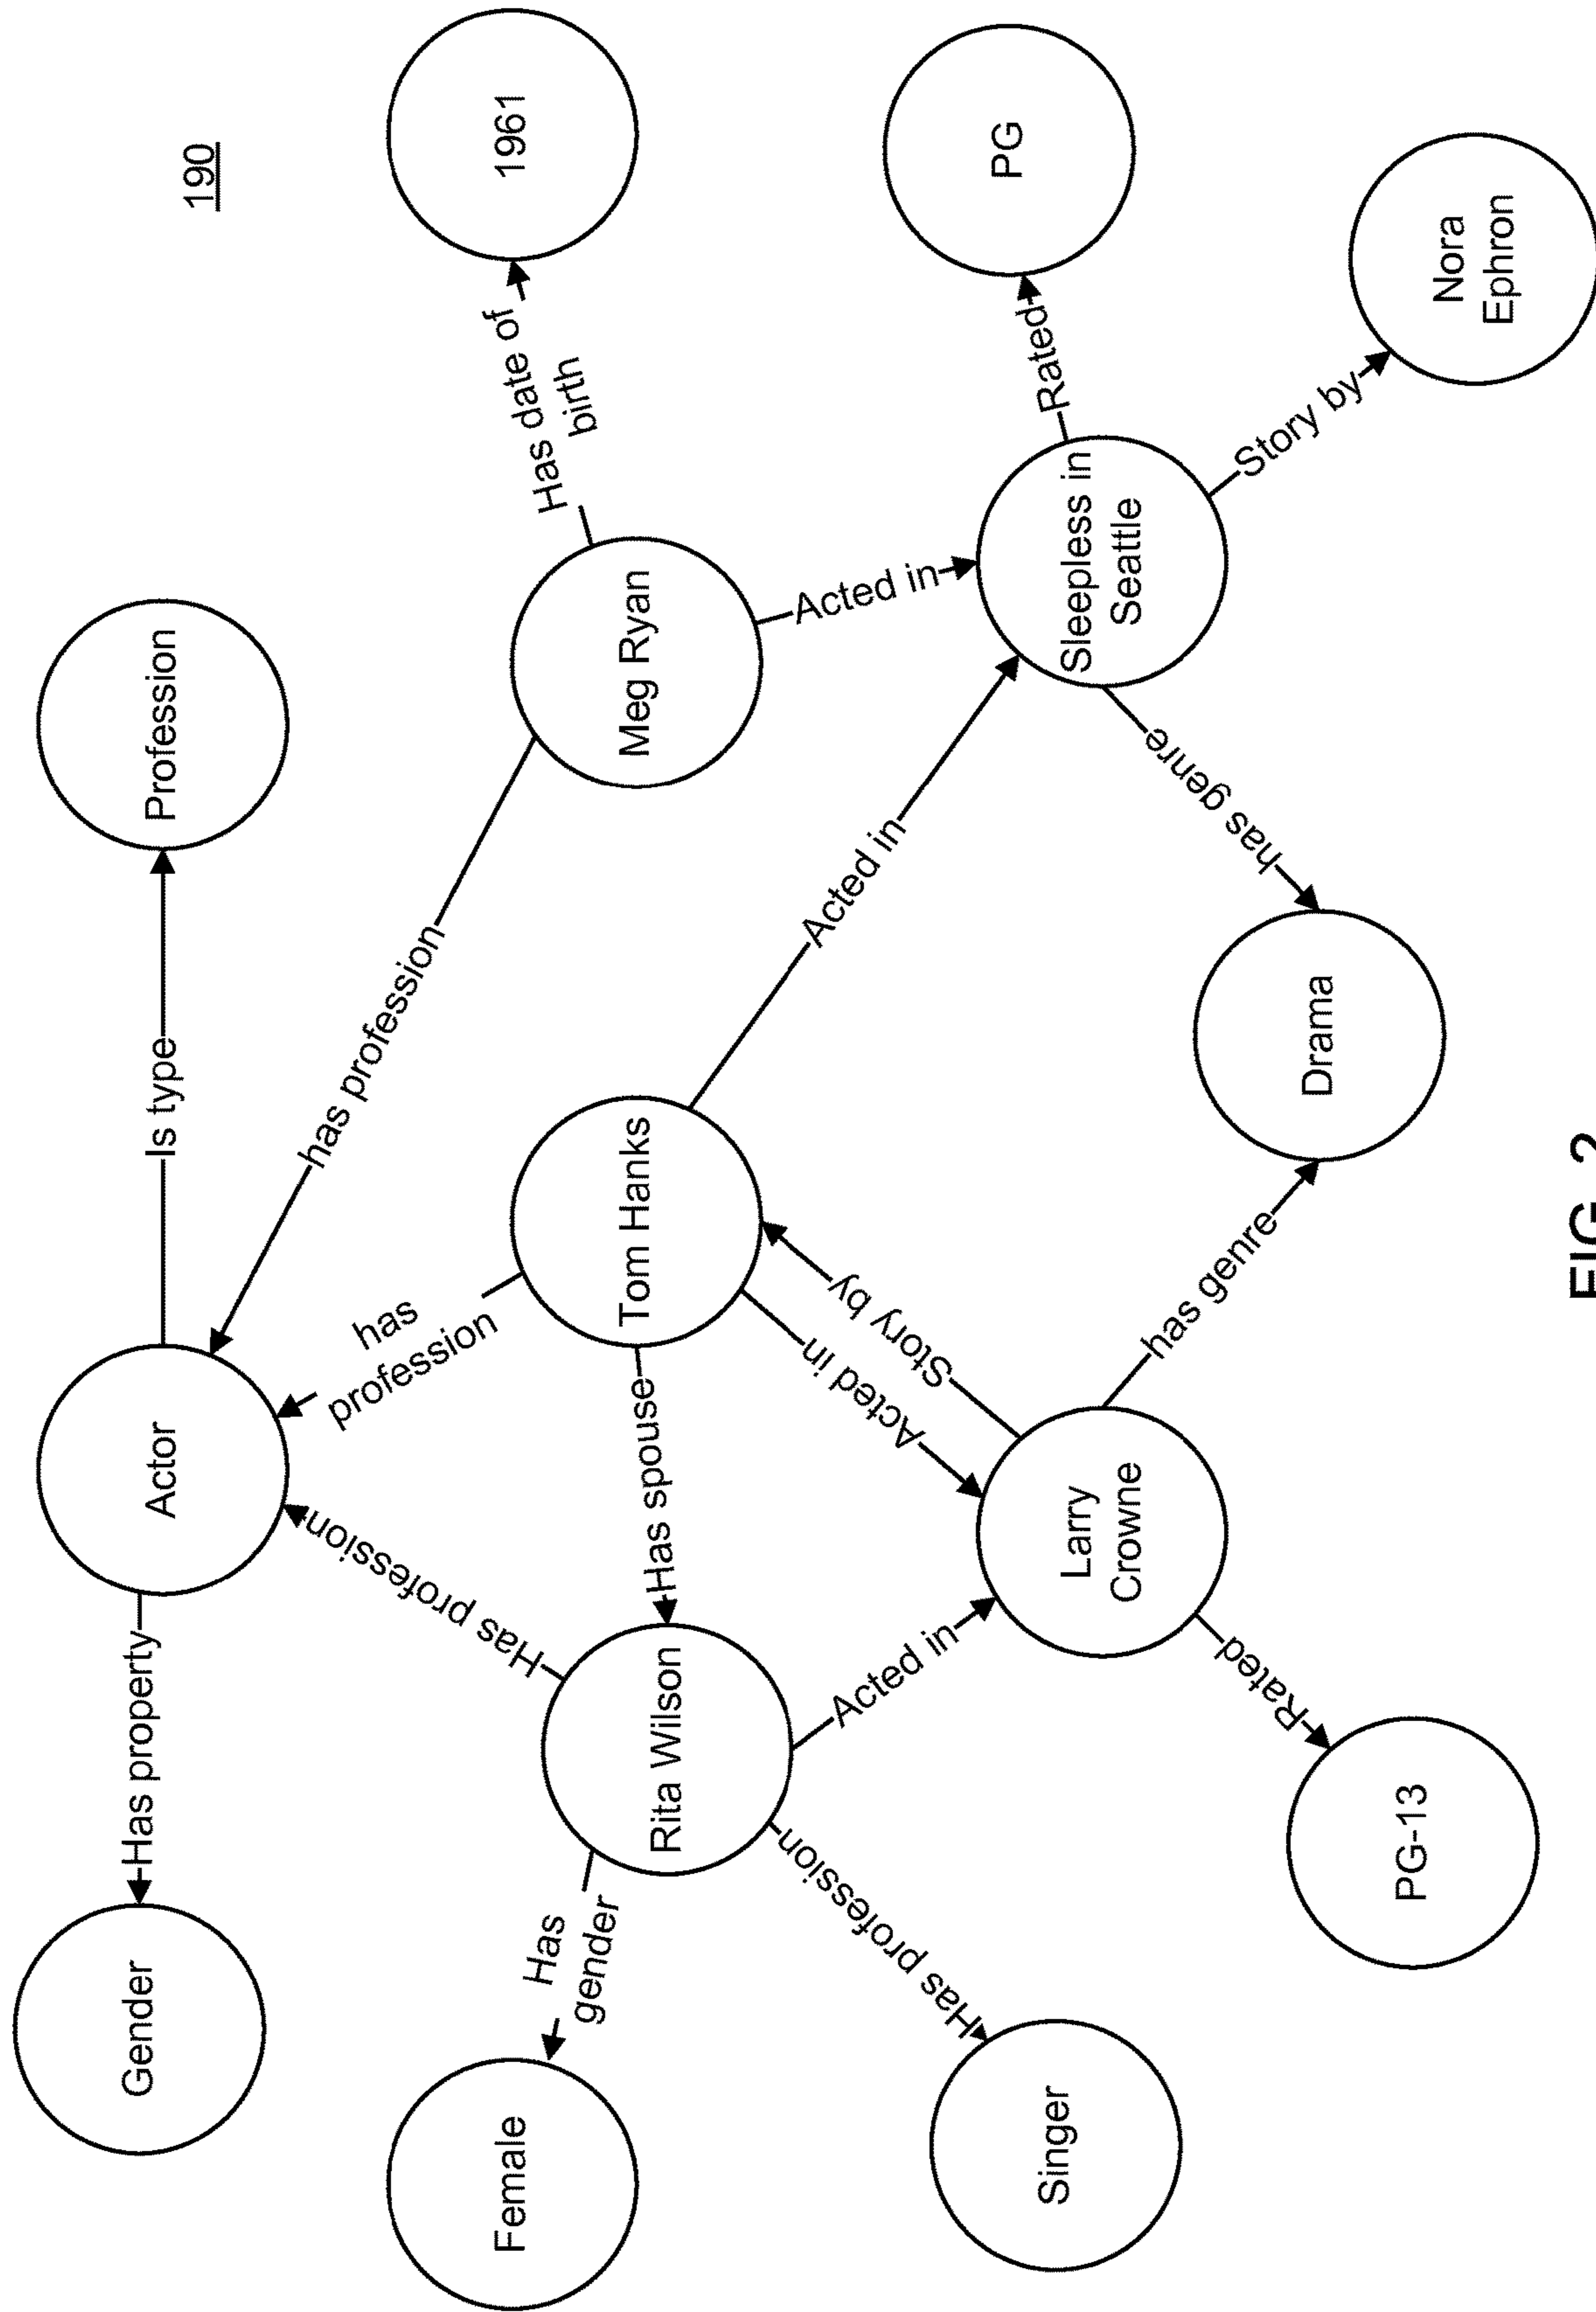 190
Gender
Has property
Actor
Is type
Profession
Has profession
has
profession
has profession
Female
Has
gender
Rita Wilson
Has spouse
Tom Hanks
Meg Ryan
Has date of
birth
1961
Has profession
Acted in
Acted in
Story by
Acted in
Acted in
Singer
Larry
Crowne
Sleepless in
Seattle
Rated
PG
Rated
has genre
has genre
Story by
PG-13
Drama
Nora
Ephron
FIG. 2